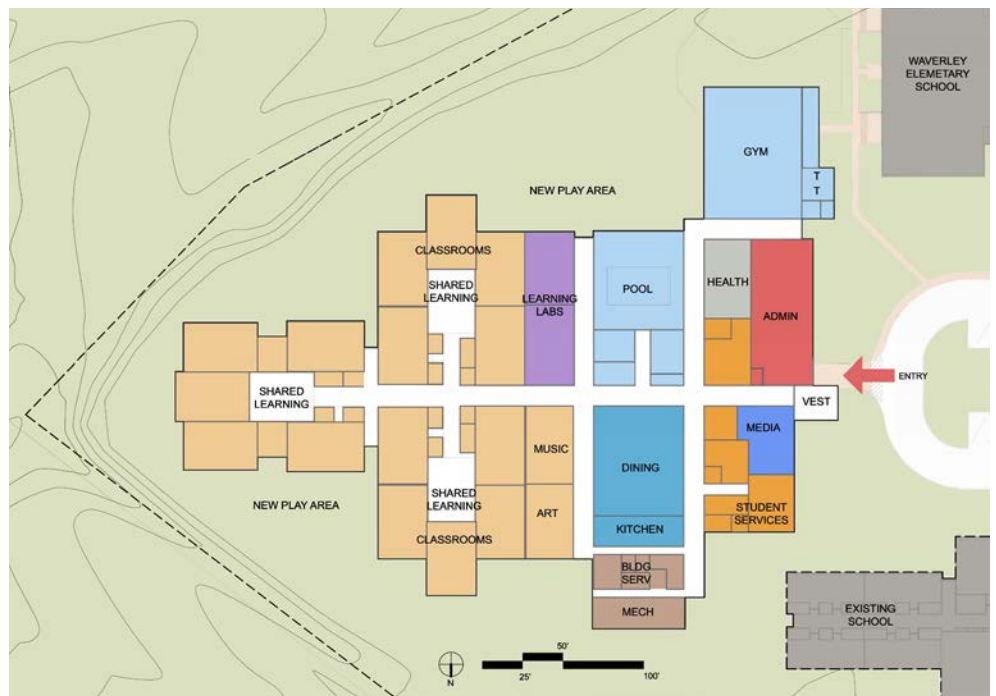 WAVERLEY
ELEMETARY
SCHOOL
GYM
T
T
NEW PLAY AREA
CLASSROOMS
SHARED
LEARNING
LEARNING
LABS
POOL
HEALTH
ADMIN
ENTRY
SHARED
LEARNING
VEST
MEDIA
MUSIC
DINING
SHARED
LEARNING
NEW PLAY AREA
ART
STUDENT
SERVICES
KITCHEN
CLASSROOMS
BLDG
SERV
MECH
EXISTING
SCHOOL
N
50'
25'
100'